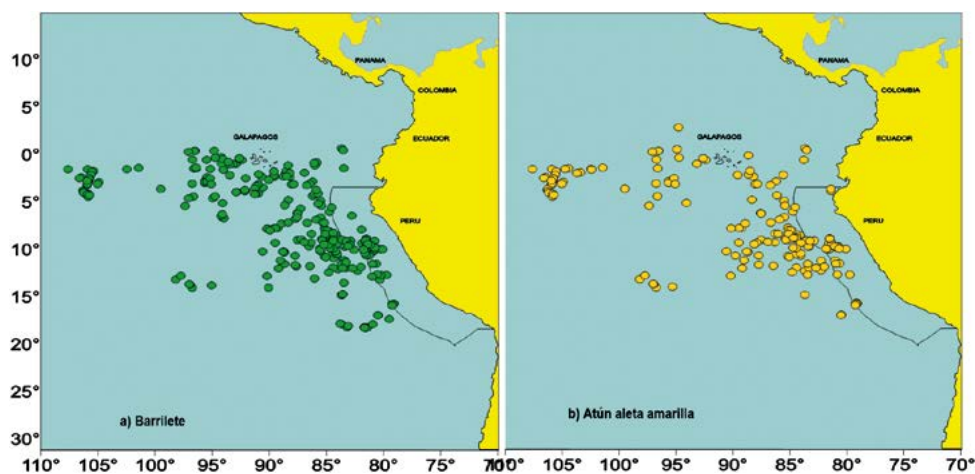 PANAMA
COLOMBIA
GALAPAGOS
ECUADOR
PERU
a) Barrilete
10°
5°
0°
5°
10°
15°
20°
25°
30°
110° 105° 100° 95° 90° 85° 80° 75°
PANAMA
COLOMBIA
GALAPAGOS
ECUADOR
PERU
b) Atún aleta amarilla
110° 105° 100° 95° 90° 85° 80° 75° 70°